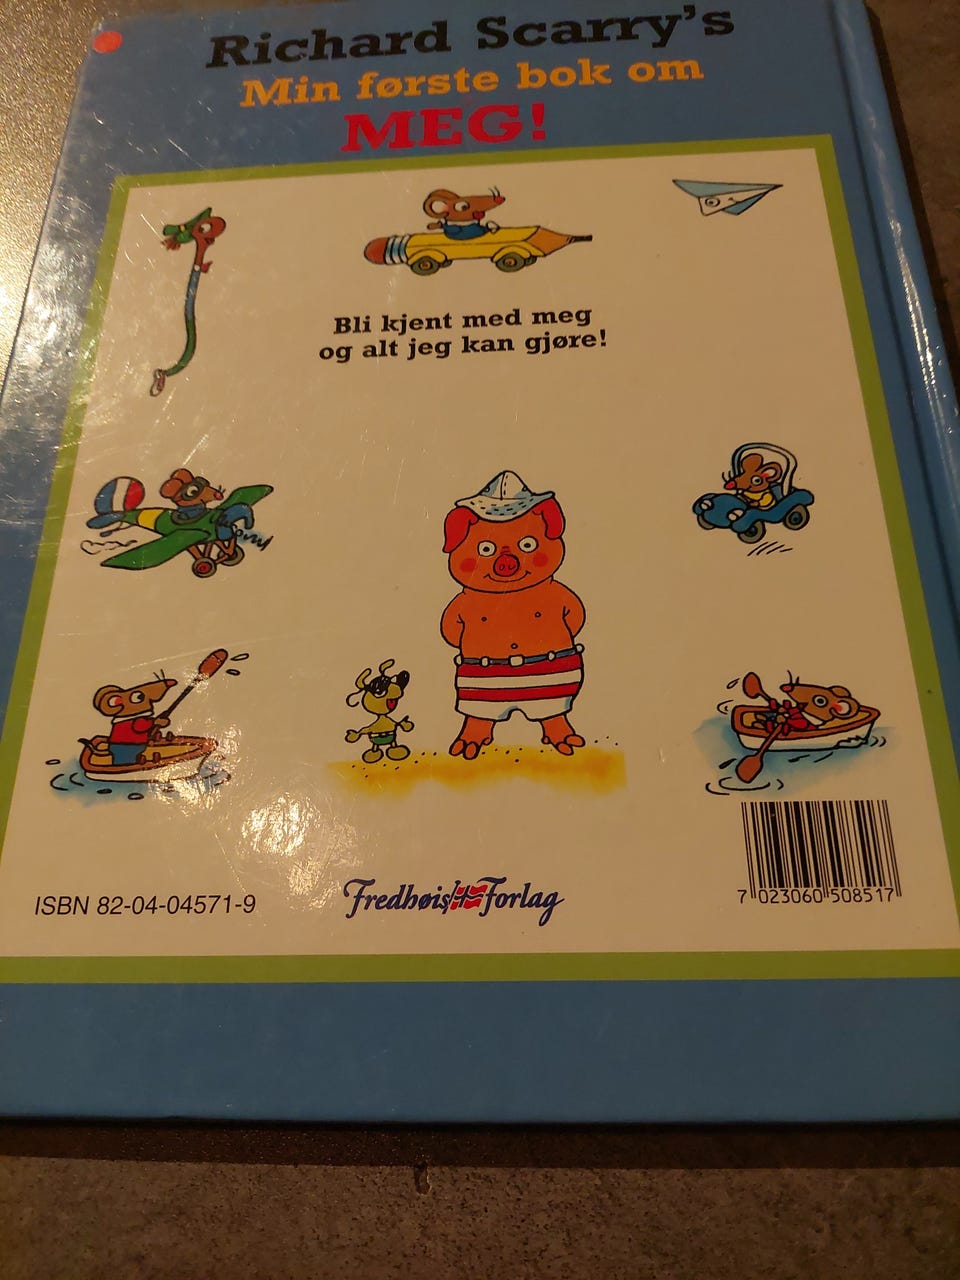 Richard Scarry's
Min første bok om
MEG!
Bli kjent med meg
og alt jeg kan gjøre!
ISBN 82-04-04571-9
Fredhøis Forlag
7 023060 508517